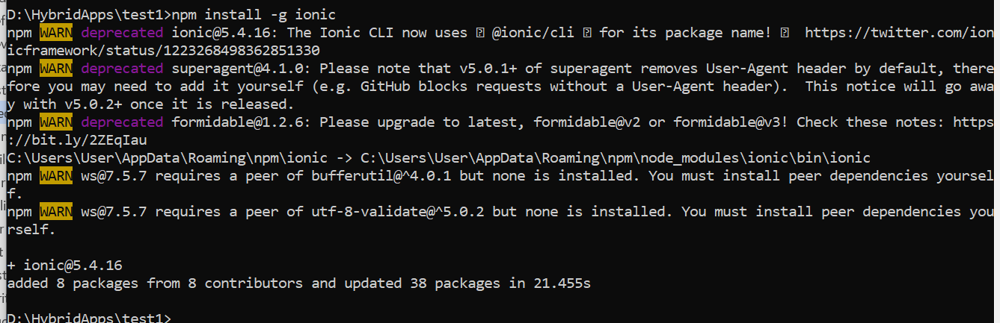 D:\HybridApps\test1>npm install -g ionic
npm WARN deprecated ionic@5.4.16: The Ionic CLI now uses @ionic/cli for its package name! https://twitter.com/ion
icframework/status/1223268498362851330
npm WARN deprecated superagent@4.1.0: Please note that v5.0.1+ of superagent removes User-Agent header by default, there
fore you may need to add it yourself (e.g. GitHub blocks requests without a User-Agent header).  This notice will go awa
y with v5.0.2+ once it is released.
npm WARN deprecated formidable@1.2.6: Please upgrade to latest, formidable@v2 or formidable@v3! Check these notes: https
://bit.ly/2ZEqIau
C:\Users\User\AppData\Roaming\npm\ionic -> C:\Users\User\AppData\Roaming\npm\node_modules\ionic\bin\ionic
npm WARN ws@7.5.7 requires a peer of bufferutil@^4.0.1 but none is installed. You must install peer dependencies yoursel
f.
npm WARN ws@7.5.7 requires a peer of utf-8-validate@^5.0.2 but none is installed. You must install peer dependencies you
rself.
+ ionic@5.4.16
added 8 packages from 8 contributors and updated 38 packages in 21.455s
D:\HybridApps\test1>